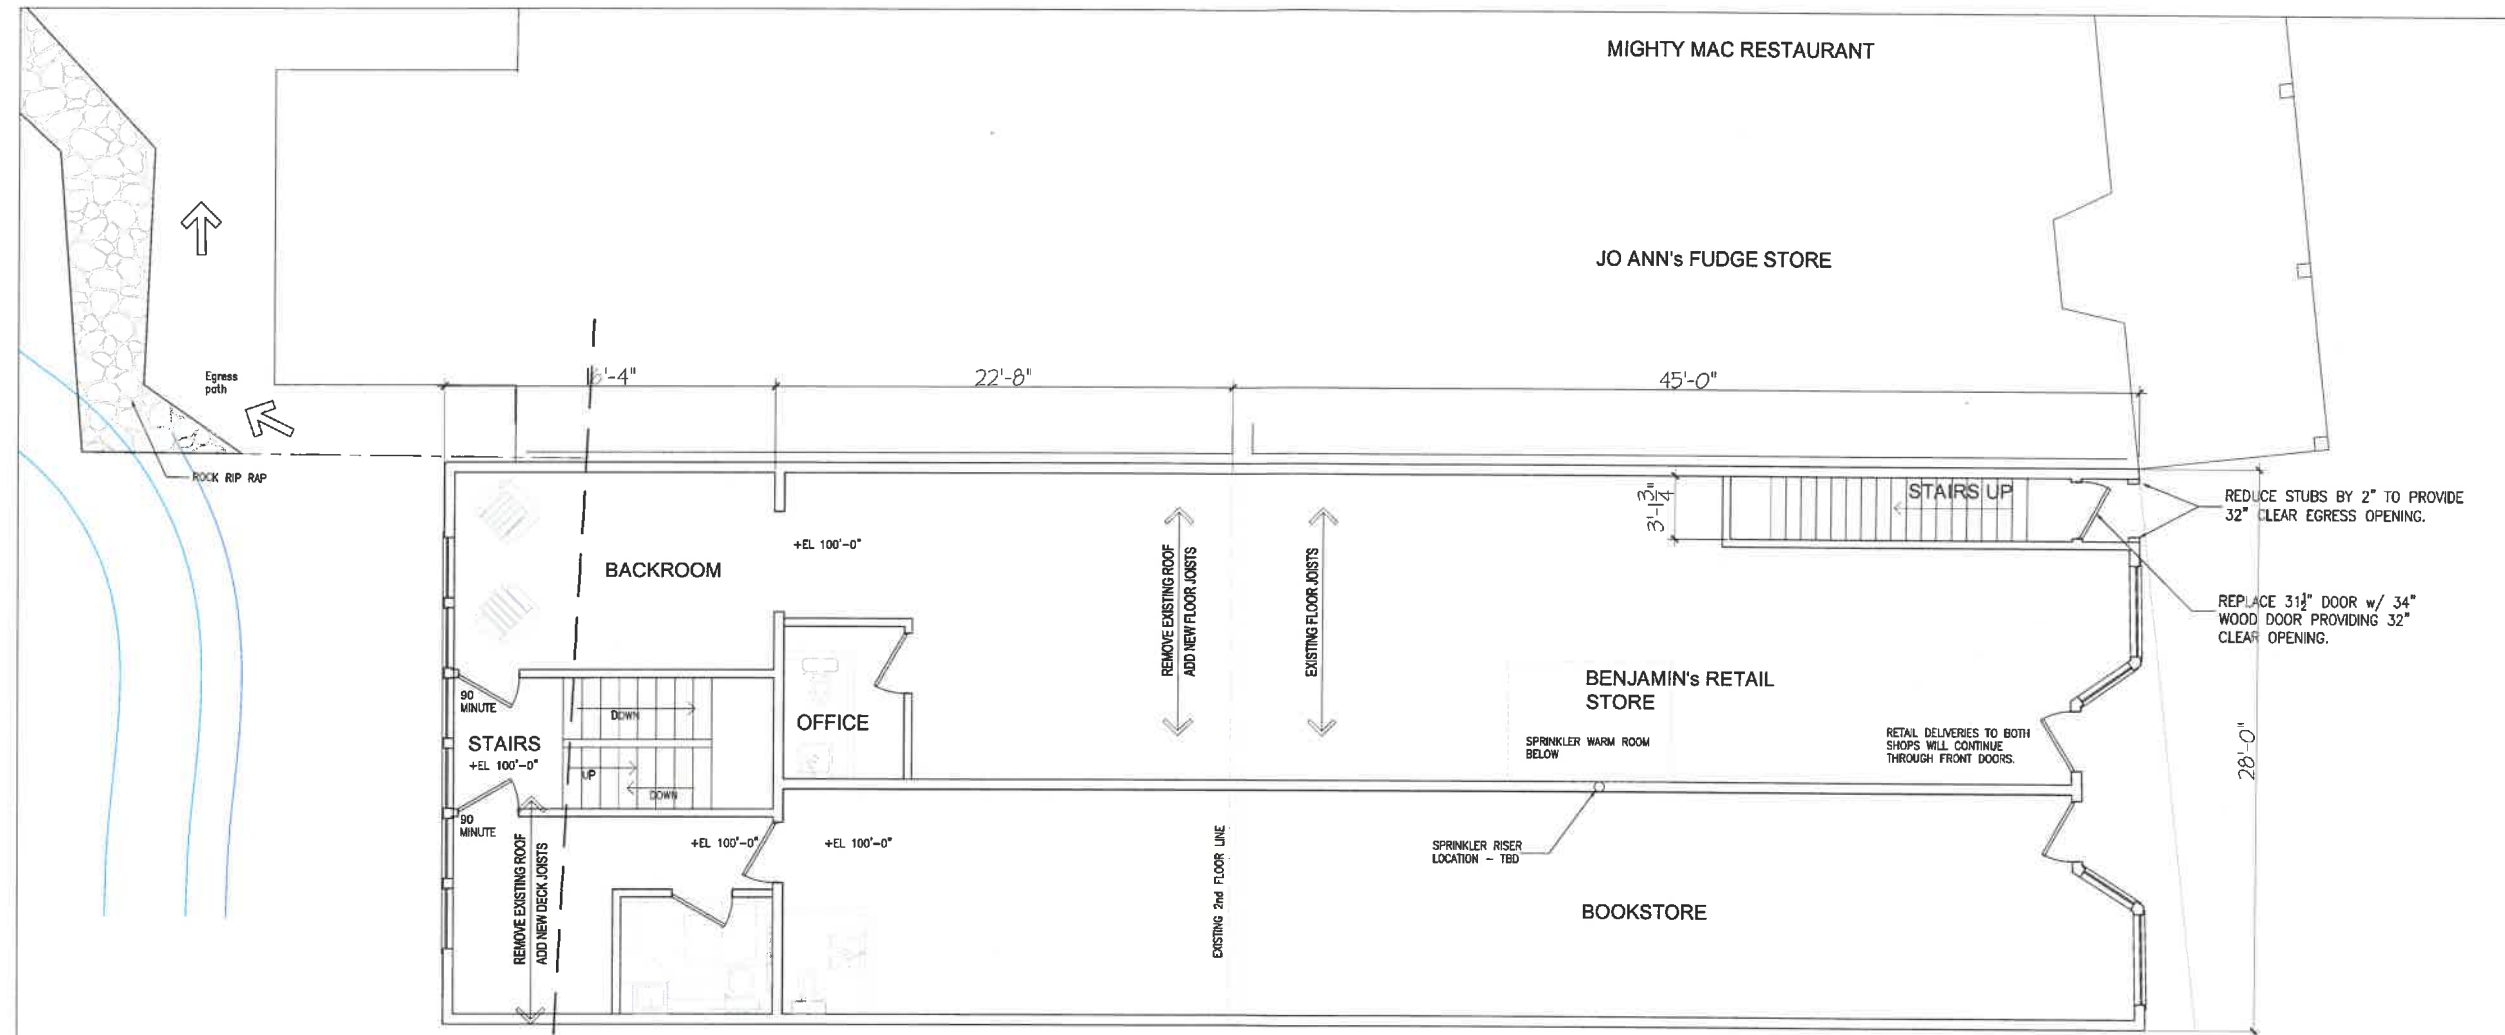 MIGHTY MAC RESTAURANT
JO ANN's FUDGE STORE
Egress
path
16'-4"
22'-8"
45'-0"
ROCK RIP RAP
STAIRS UP
3'-1 3/4"
REDUCE STUBS BY 2" TO PROVIDE
32" CLEAR EGRESS OPENING.
+EL 100'-0"
BACKROOM
REMOVE EXISTING ROOF
ADD NEW FLOOR JOISTS
EXISTING FLOOR JOISTS
REPLACE 31½" DOOR w/ 34"
WOOD DOOR PROVIDING 32"
CLEAR OPENING.
90
MINUTE
DOWN
STAIRS
+EL 100'-0"
UP
DOWN
OFFICE
BENJAMIN's RETAIL
STORE
SPRINKLER WARM ROOM
BELOW
RETAIL DELIVERIES TO BOTH
SHOPS WILL CONTINUE
THROUGH FRONT DOORS.
28'-0"
90
MINUTE
REMOVE EXISTING ROOF
ADD NEW DECK JOISTS
+EL 100'-0"
+EL 100'-0"
EXISTING 2nd FLOOR LINE
SPRINKLER RISER
LOCATION - TBD
BOOKSTORE